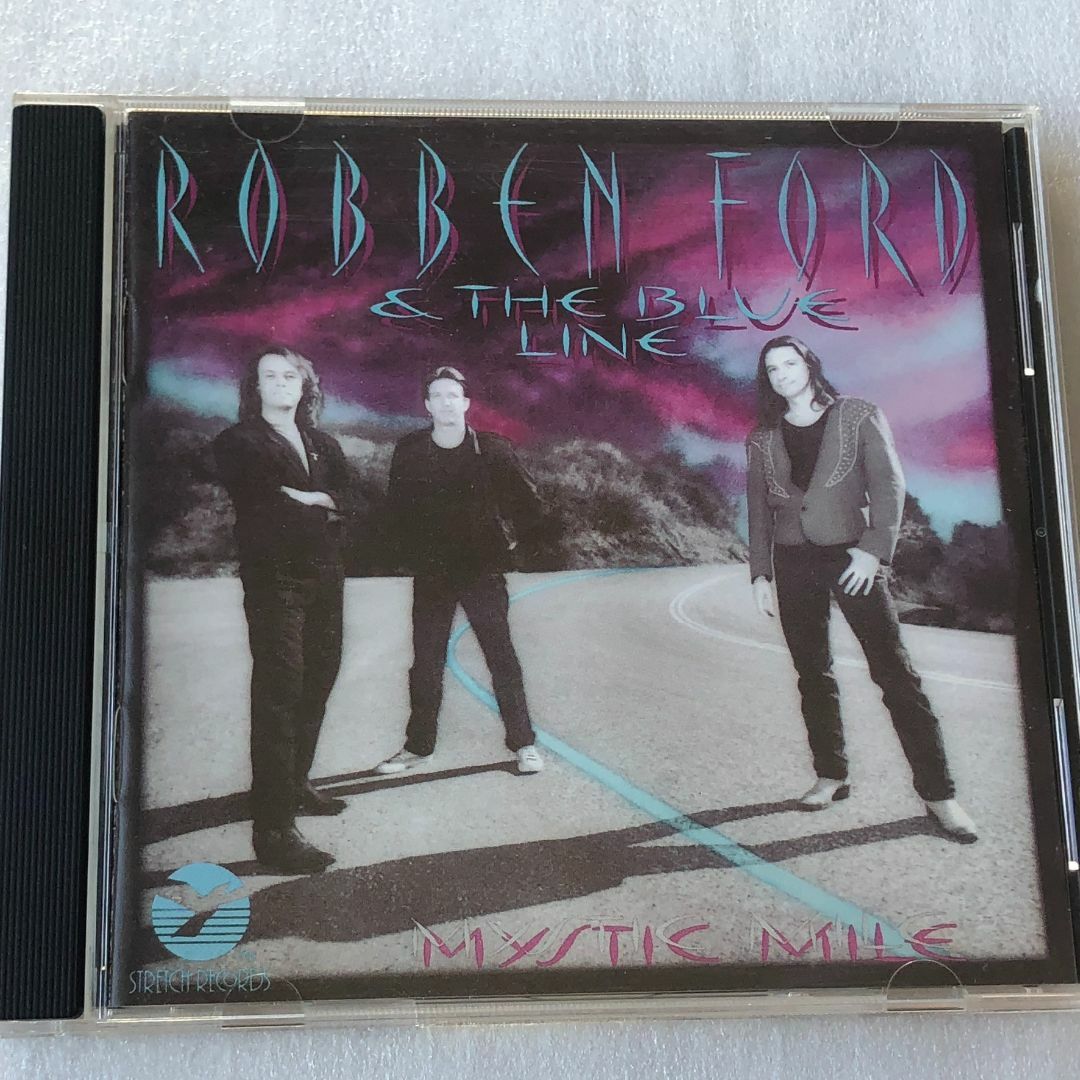 ROBBEN FORD
& THE BLUE
LINE
MYSTIC MILE
STRETCH RECORDS